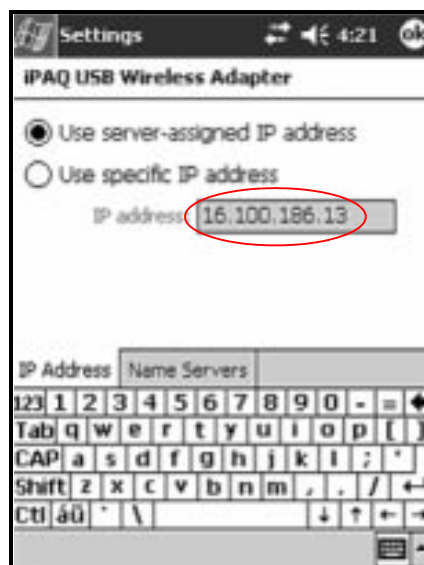 Settings 4:21 ok
iPAQ USB Wireless Adapter
Use server-assigned IP address
Use specific IP address
IP address: 16.100.186.13
IP Address Name Servers
123 1 2 3 4 5 6 7 8 9 0 - =
Tab q w e r t y u i o p [ ]
CAP a s d f g h j k l ; '
Shift z x c v b n m , . /
Ctl áü ` \